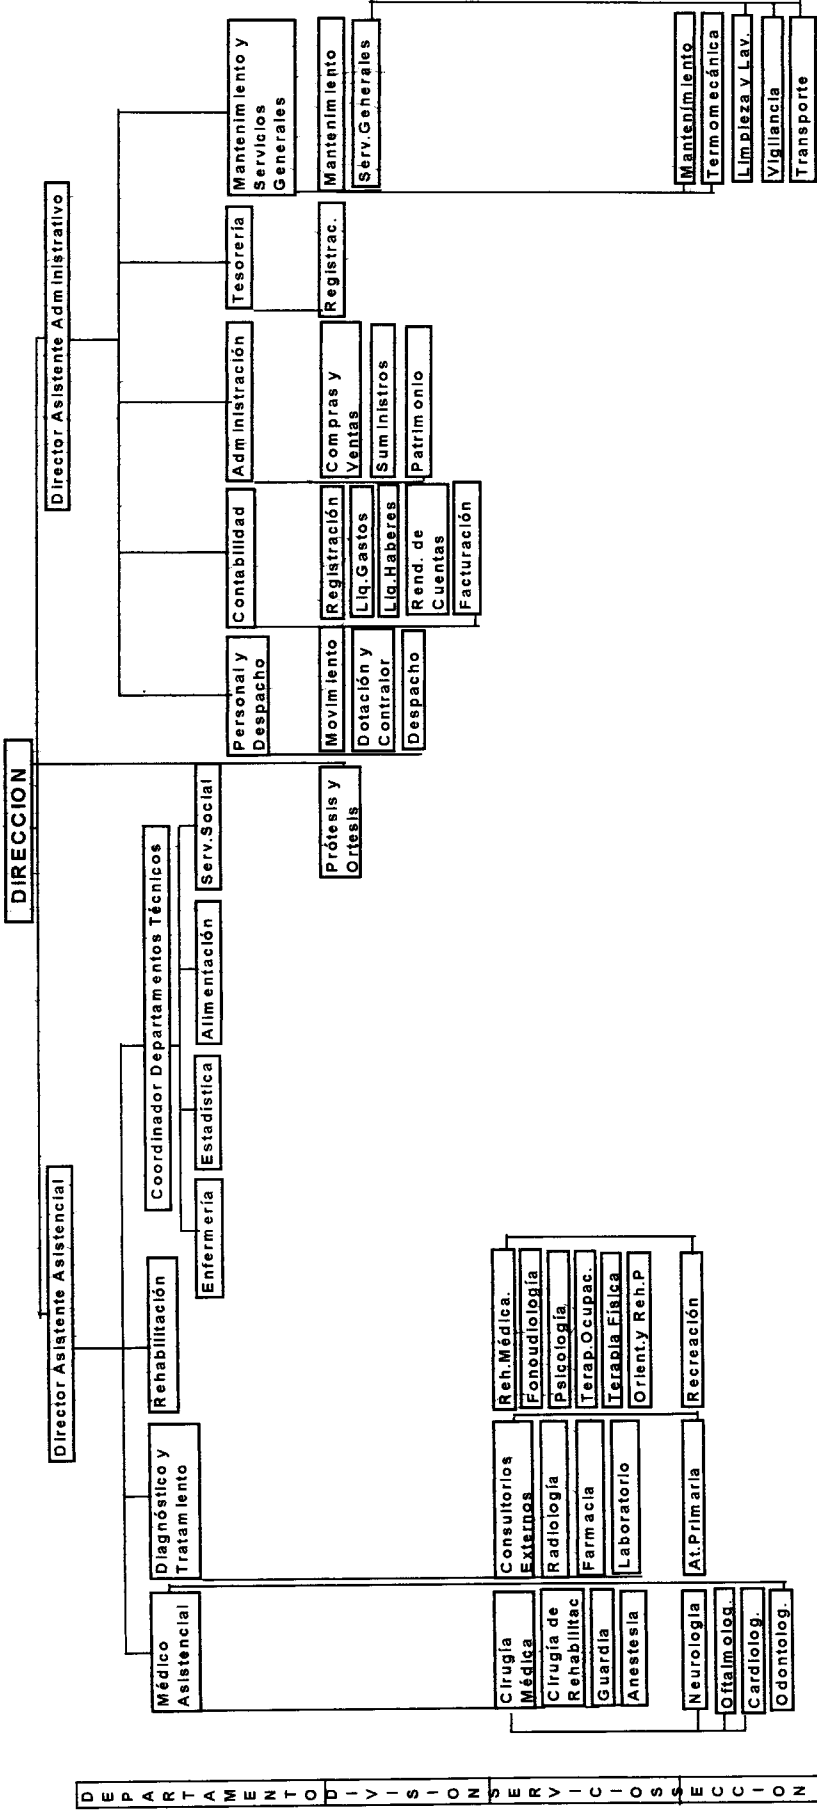 DIRECCION
Director Asistente Asistencial
Director Asistente Administrativo
DEPARTAMENTO
Médico
Asistencial
Diagnóstico y
Tratamiento
Rehabilitación
Coordinador Departamentos Técnicos
Enfermería
Estadística
Alimentación
Serv.Social
Personal y
Despacho
Contabilidad
Administración
Tesorería
Mantenimiento y
Servicios
Generales
DIVISION
Prótesis y
Ortesis
Movimiento
Dotación y
Contralor
Despacho
Registración
Liq.Gastos
Liq.Haberes
Rend. de
Cuentas
Facturación
Compras y
Ventas
Suministros
Patrimonio
Registrac.
Mantenimiento
Serv.Generales
SERVICIOS
Cirugía
Médica
Cirugía de
Rehabilitac
Guardia
Anestesia
Consultorios
Externos
Radiología
Farmacia
Laboratorio
Reh.Médica.
Fonoudiología
Psicología
Terap.Ocupac.
Terapia Física
Orient.y Reh.P
SECCION
Neurología
Oftalmolog.
Cardiolog.
Odontolog.
At.Primaria
Recreación
Mantenimiento
Termomecánica
Limpieza y Lav.
Vigilancia
Transporte